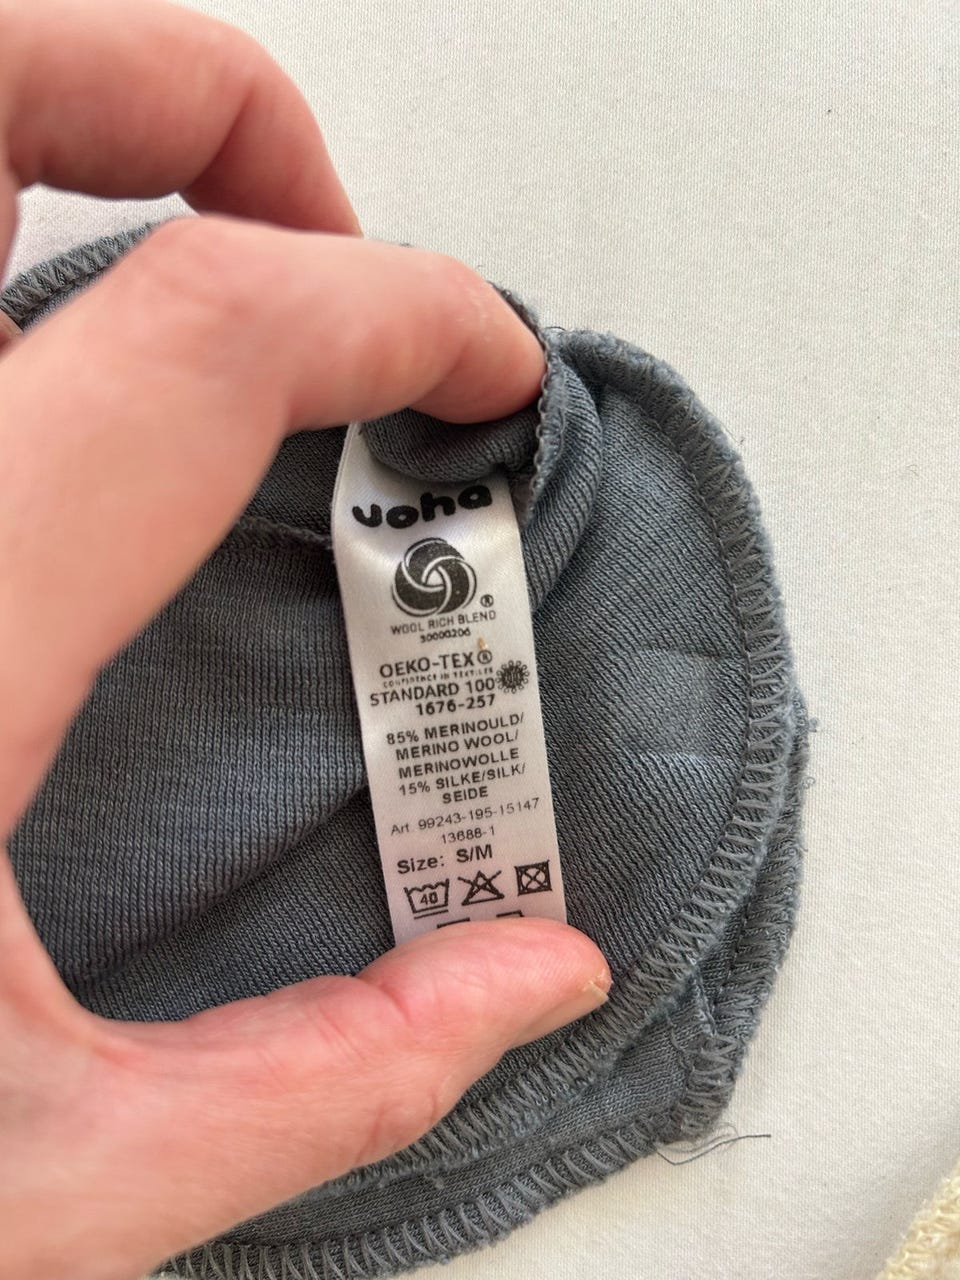 Joha
®
WOOL RICH BLEND
30000206
OEKO-TEX®
CONFIDENCE IN TEXTILES
STANDARD 100
1676-257
85% MERINOULD/
MERINO WOOL/
MERINOWOLLE
15% SILKE/SILK/
SEIDE
Art. 99243-195-15147
13688-1
Size: S/M
40